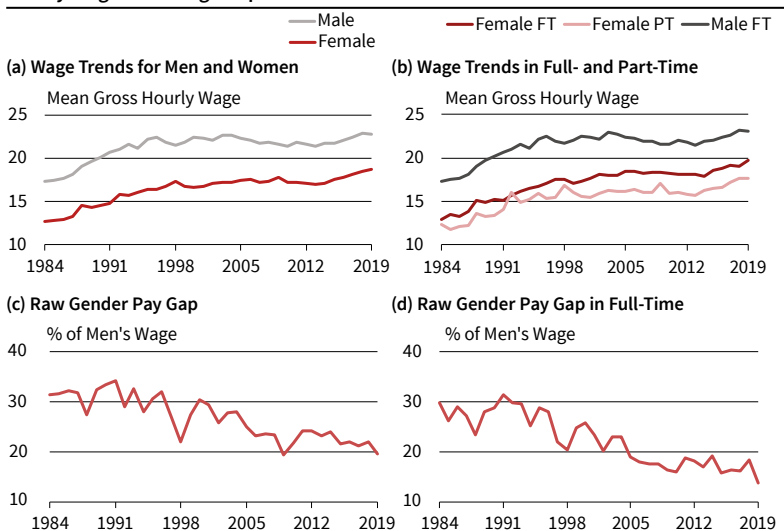 Male
Female
Female FT Female PT Male FT
(a) Wage Trends for Men and Women
Mean Gross Hourly Wage
25
20
15
10
1984 1991 1998 2005 2012 2019
(b) Wage Trends in Full- and Part-Time
Mean Gross Hourly Wage
25
20
15
10
1984 1991 1998 2005 2012 2019
(c) Raw Gender Pay Gap
% of Men's Wage
40
30
20
10
1984 1991 1998 2005 2012 2019
(d) Raw Gender Pay Gap in Full-Time
% of Men's Wage
40
30
20
10
1984 1991 1998 2005 2012 2019